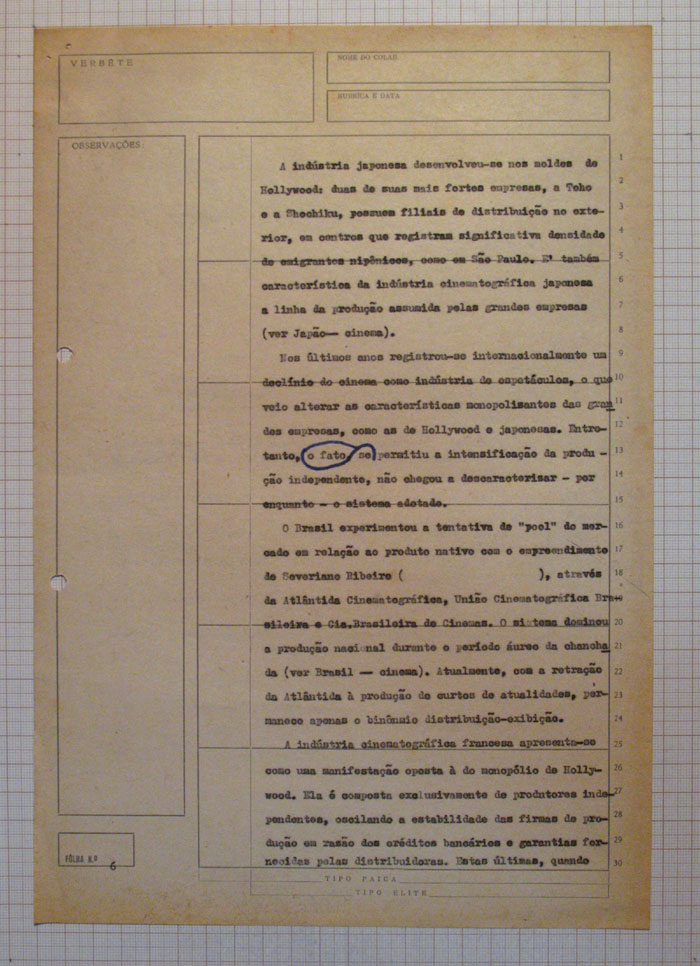 VERBÊTE
NOME DO COLAB.
RUBRICA E DATA
OBSERVAÇÕES
A indústria japonesa desenvolveu-se nos moldes de 1
Hollywood: duas de suas mais fortes empresas, a Toho 2
e a Shochiku, possuem filiais de distribuição no exte- 3
rior, em centros que registram significativa densidade 4
de emigrantes nipônicos, como em São Paulo. E' também 5
característica da indústria cinematográfica japonesa 6
a linha da produção assumida pelas grandes empresas 7
(ver Japão— cinema). 8
Nos últimos anos registrou-se internacionalmente um 9
declínio do cinema como indústria de espetáculos, o que 10
veio alterar as características monopolizantes das gran 11
des empresas, como as de Hollywood e japonesas. Entre- 12
tanto, o fato, se permitiu a intensificação da produ - 13
ção independente, não chegou a descaracterizar - por 14
enquanto - o sistema adotado. 15
O Brasil experimentou a tentativa de "pool" do mer- 16
cado em relação ao produto nativo com o empreendimento 17
de Severiano Ribeiro ( ), através 18
da Atlântida Cinematográfica, União Cinematográfica Bra- 19
sileira e Cia.Brasileira de Cinemas. O sistema dominou 20
a produção nacional durante o período áureo da chancha 21
da (ver Brasil — cinema). Atualmente, com a retração 22
da Atlântida à produção de curtos de atualidades, per- 23
manece apenas o binômio distribuição-exibição. 24
A indústria cinematográfica francesa apresenta-se 25
como uma manifestação oposta à do monopólio de Holly- 26
wood. Ela é composta exclusivamente de produtores inde- 27
pendentes, oscilando a estabilidade das firmas de pro- 28
dução em razão dos créditos bancários e garantias for- 29
necidas pelas distribuidoras. Estas últimas, quando 30
FÔLHA N.º 6
TIPO PAICA
TIPO ELITE